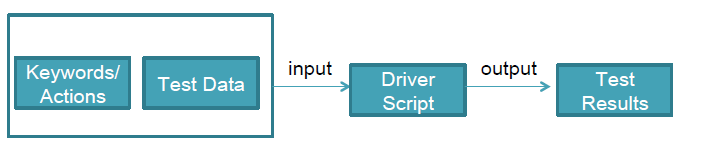 Keywords/
Actions
Test Data
input
Driver
Script
output
Test
Results